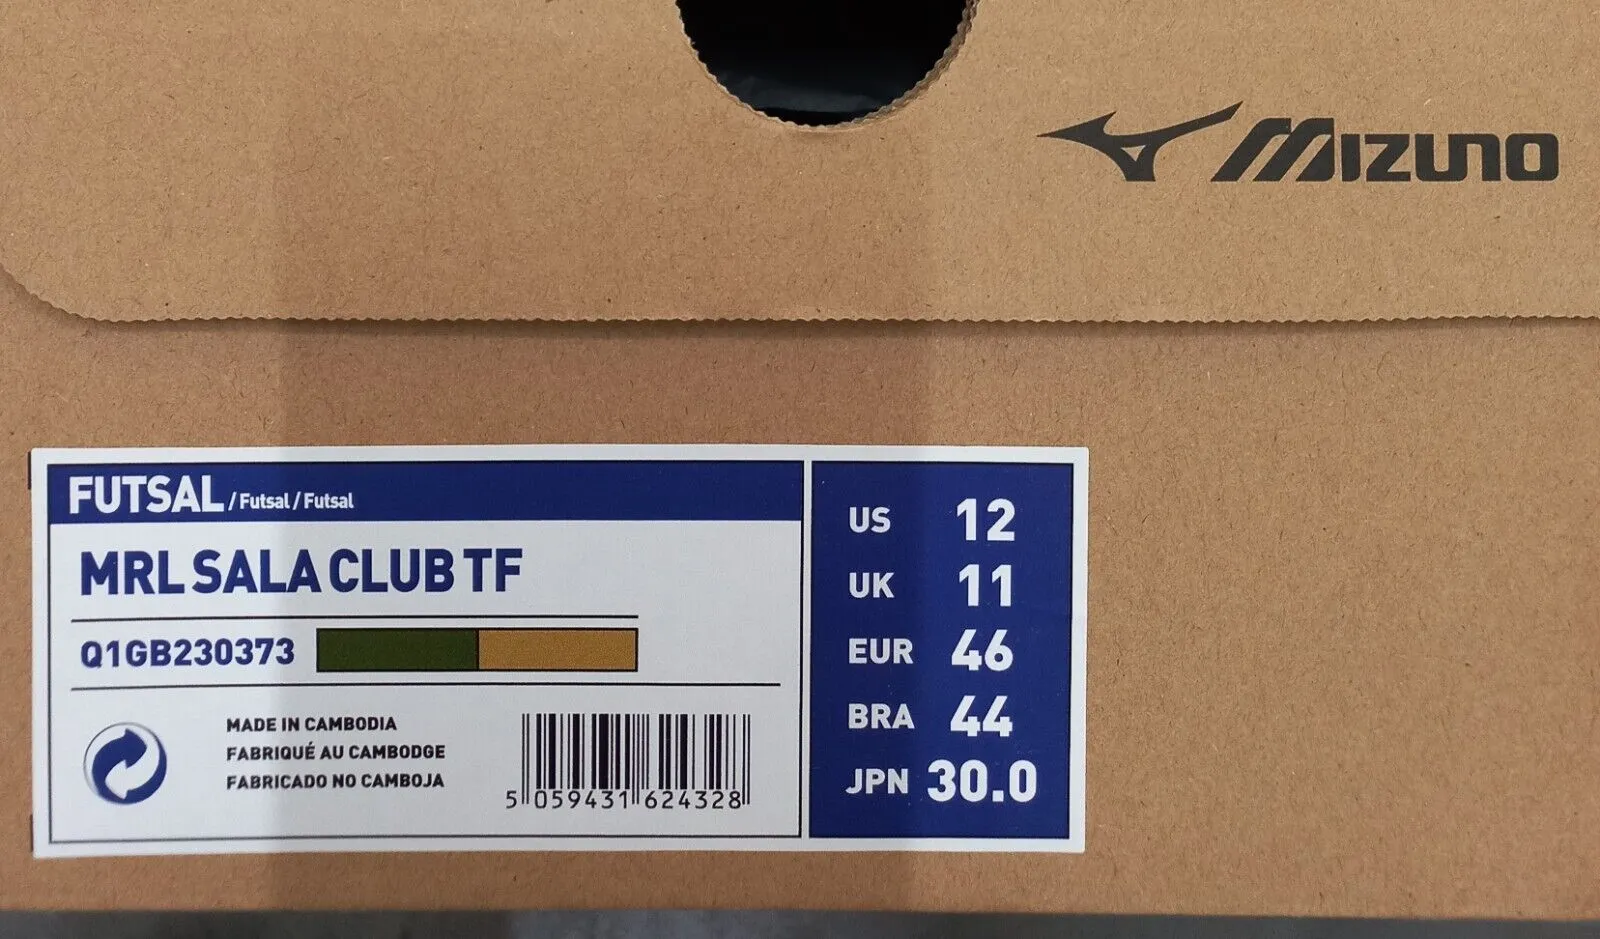 MIZUNO
FUTSAL / Futsal / Futsal
MRL SALA CLUB TF
Q1GB230373
MADE IN CAMBODIA
FABRIQUÉ AU CAMBODGE
FABRICADO NO CAMBOJA
5 059431 624328
US 12
UK 11
EUR 46
BRA 44
JPN 30.0